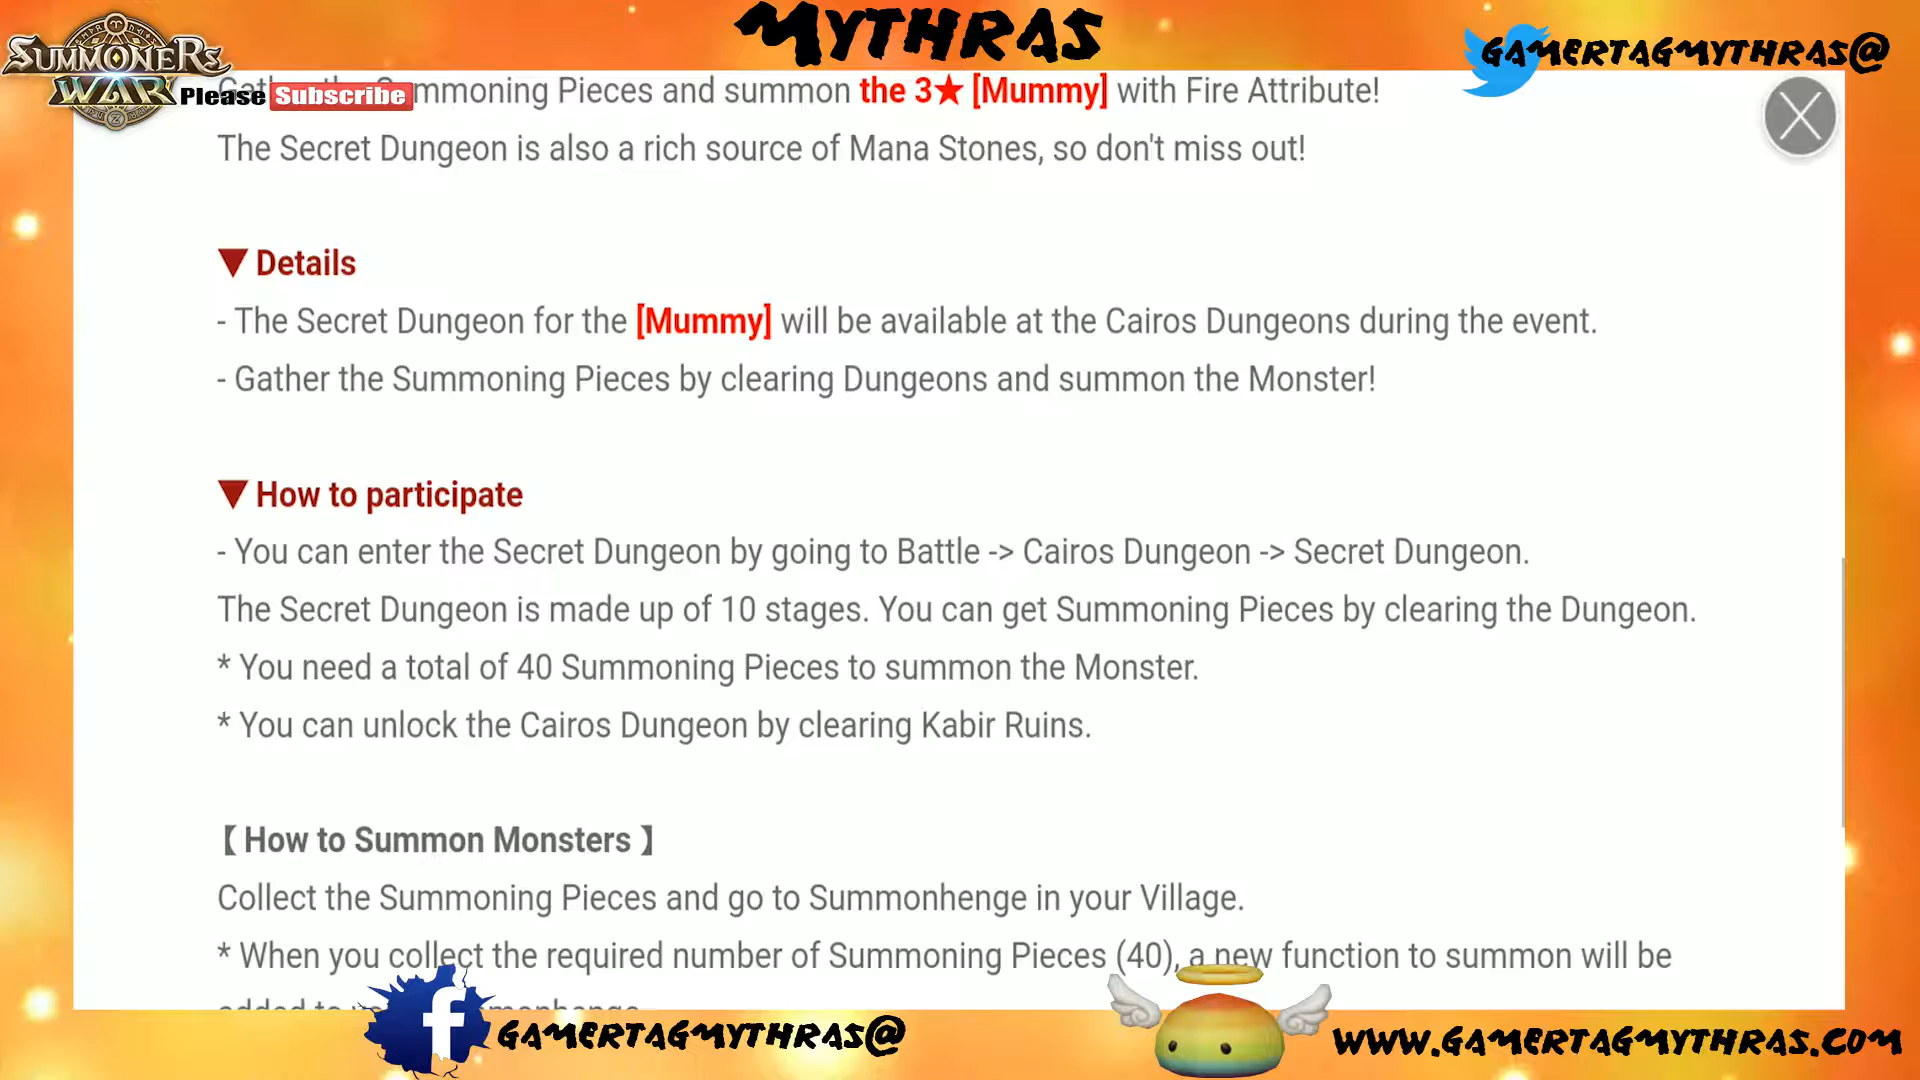 MYTHRAS
SUMMONERS
WAR
GAMERTAGMYTHRAS@
Please Subscribe
Summoning Pieces and summon the 3★ [Mummy] with Fire Attribute!
The Secret Dungeon is also a rich source of Mana Stones, so don't miss out!
▼ Details
- The Secret Dungeon for the [Mummy] will be available at the Cairos Dungeons during the event.
- Gather the Summoning Pieces by clearing Dungeons and summon the Monster!
▼ How to participate
- You can enter the Secret Dungeon by going to Battle -> Cairos Dungeon -> Secret Dungeon.
The Secret Dungeon is made up of 10 stages. You can get Summoning Pieces by clearing the Dungeon.
* You need a total of 40 Summoning Pieces to summon the Monster.
* You can unlock the Cairos Dungeon by clearing Kabir Ruins.
【 How to Summon Monsters 】
Collect the Summoning Pieces and go to Summonhenge in your Village.
* When you collect the required number of Summoning Pieces (40), a new function to summon will be
added to
f GAMERTAGMYTHRAS@
WWW.GAMERTAGMYTHRAS.COM